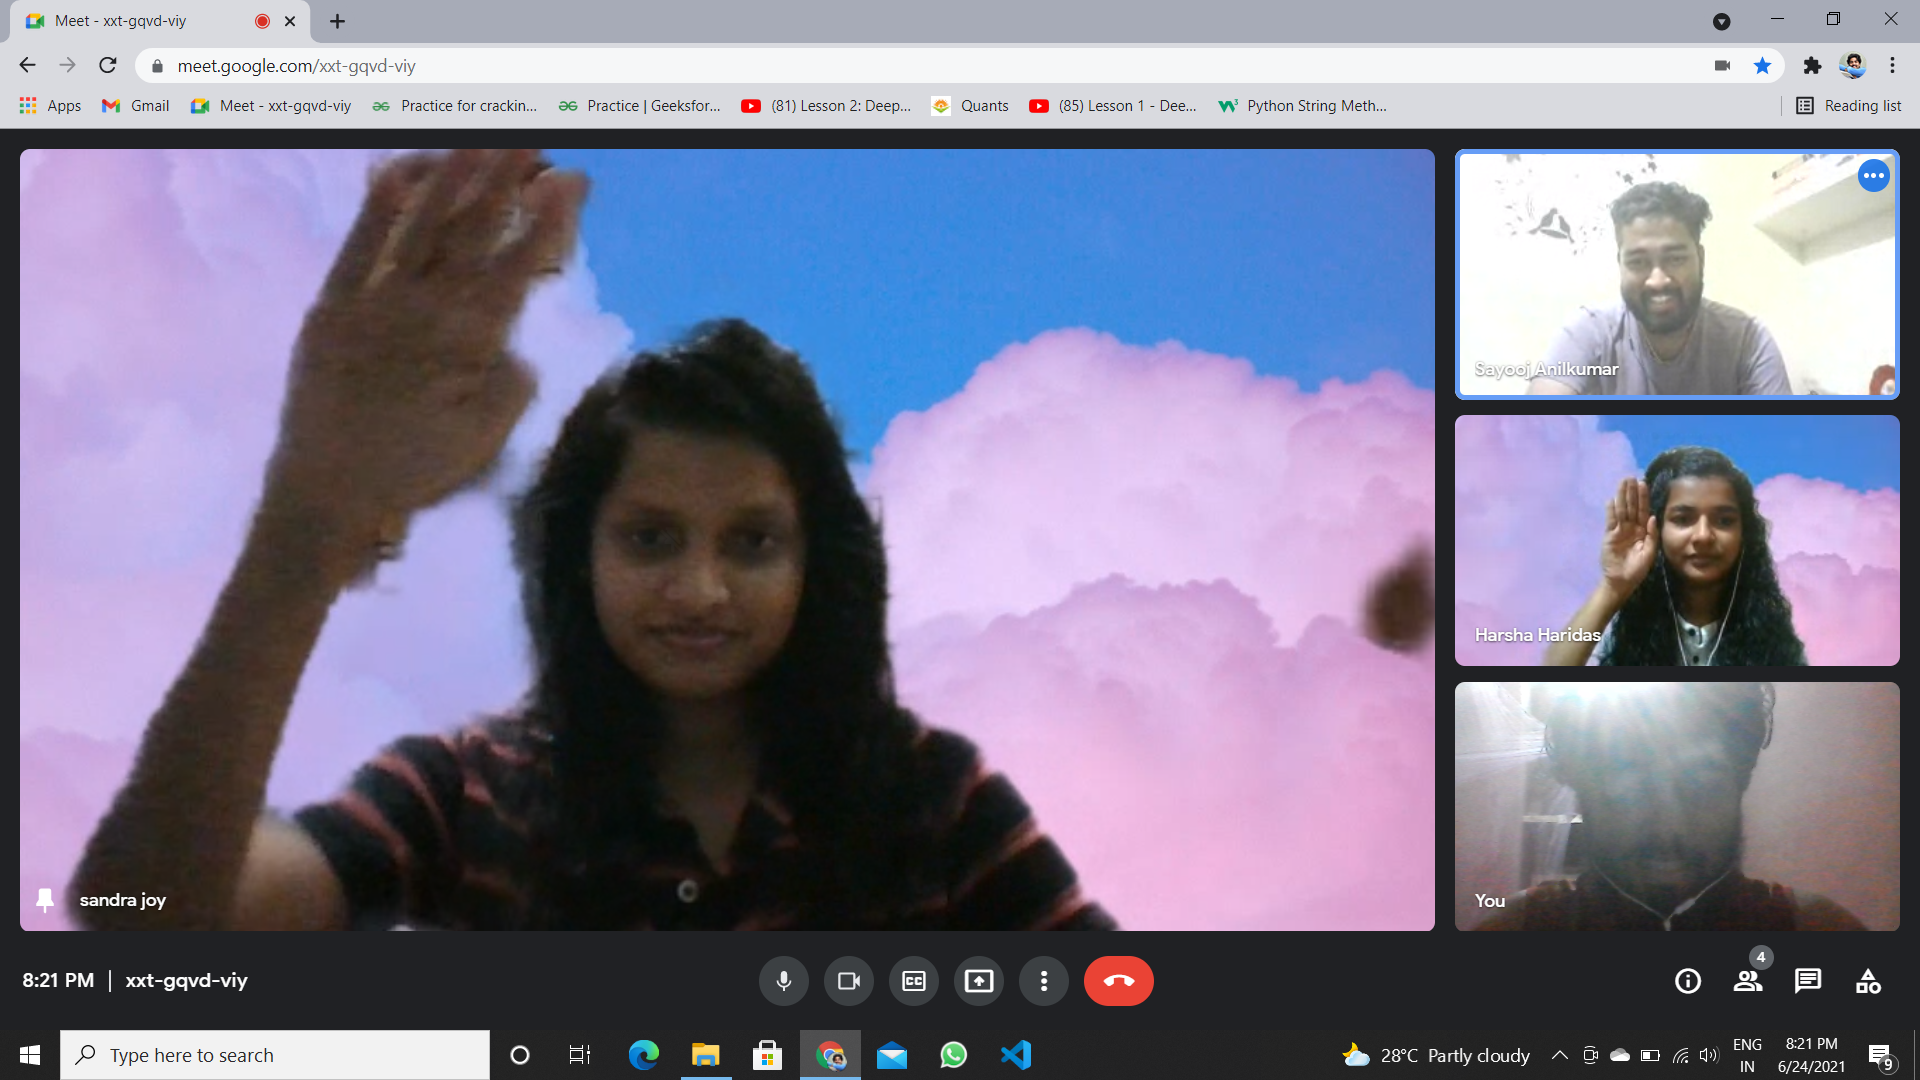 Meet - xxt-gqvd-viy
meet.google.com/xxt-gqvd-viy
Apps Gmail Meet - xxt-gqvd-viy Practice for crackin... Practice | Geeksfor... (81) Lesson 2: Deep... Quants (85) Lesson 1 - Dee... Python String Meth... Reading list
Sayooj Anilkumar
Harsha Haridas
sandra joy
You
8:21 PM | xxt-gqvd-viy
CC
4
Type here to search
28°C Partly cloudy
ENG
IN
8:21 PM
6/24/2021
9